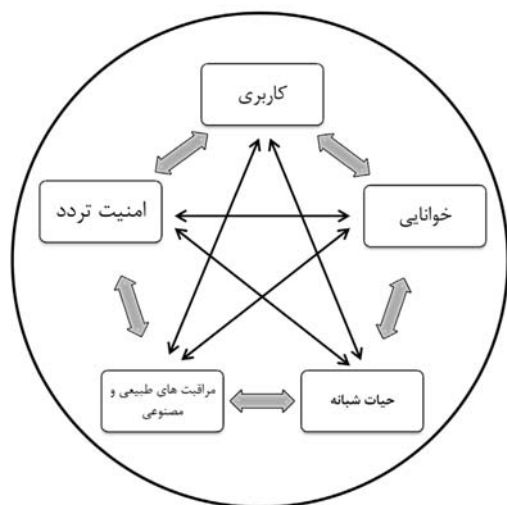 کاربری
خوانایی
امنیت تردد
حیات شبانه
مراقبت های طبیعی و
مصنوعی